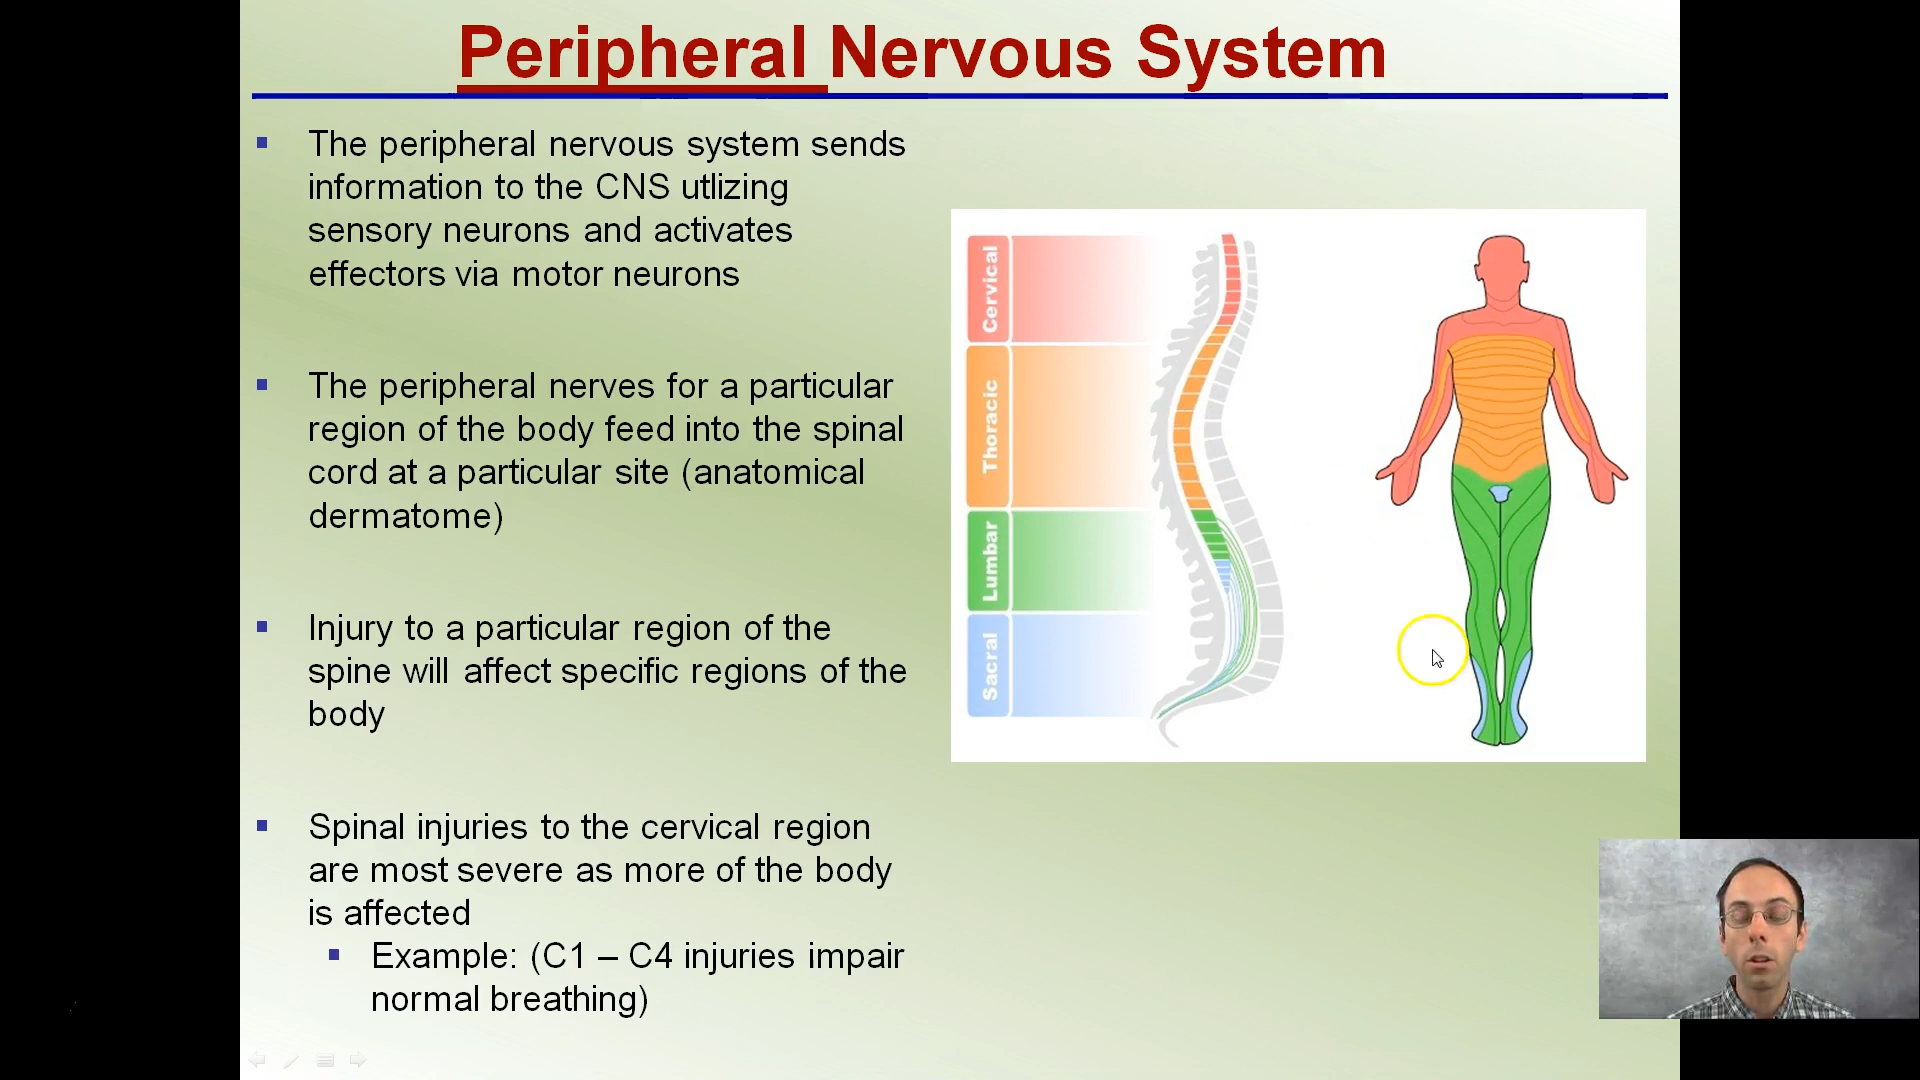 Peripheral Nervous System
The peripheral nervous system sends
information to the CNS utlizing
sensory neurons and activates
effectors via motor neurons
The peripheral nerves for a particular
region of the body feed into the spinal
cord at a particular site (anatomical
dermatome)
Injury to a particular region of the
spine will affect specific regions of the
body
Spinal injuries to the cervical region
are most severe as more of the body
is affected
Example: (C1 – C4 injuries impair
normal breathing)
Cervical
Thoracic
Lumbar
Sacral